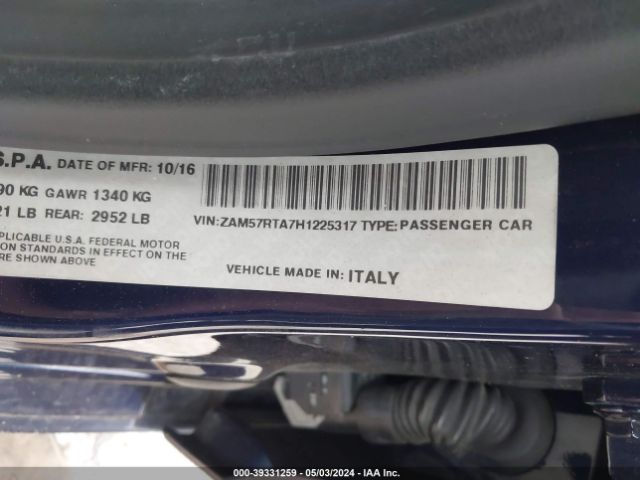 S.P.A. DATE OF MFR: 10/16
90 KG GAWR 1340 KG
21 LB REAR: 2952 LB
VIN:ZAM57RTA7H1225317 TYPE:PASSENGER CAR
PLICABLE U.S.A. FEDERAL MOTOR
ON STANDARDS IN EFFECT ON THE
RE SHOWN ABOVE
VEHICLE MADE IN: ITALY
000-39331259 - 05/03/2024 - IAAI.COM